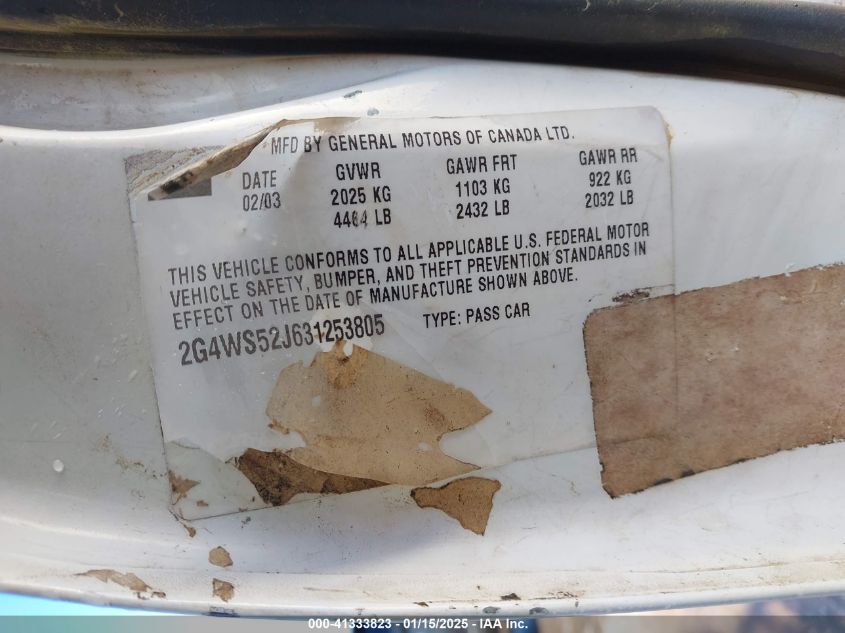 MFD BY GENERAL MOTORS OF CANADA LTD.
DATE GVWR GAWR FRT GAWR RR
02/03 2025 KG 1103 KG 922 KG
4464 LB 2432 LB 2032 LB
THIS VEHICLE CONFORMS TO ALL APPLICABLE U.S. FEDERAL MOTOR
VEHICLE SAFETY, BUMPER, AND THEFT PREVENTION STANDARDS IN
EFFECT ON THE DATE OF MANUFACTURE SHOWN ABOVE.
2G4WS52J631253805 TYPE: PASS CAR
000-41333823 - 01/15/2025 - IAA Inc.